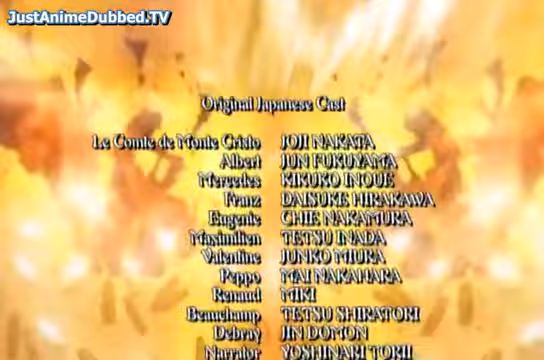 JustAnimeDubbed.TV
Original Japanese Cast
Le Comte de Monte Cristo JOJI NAKATA
Albert JUN FUKUYAMA
Mercedes KIKUKO INOUE
Franz DAISUKE HIRAKAWA
Eugenie CHIE NAKAMURA
Maximilien TETSU INADA
Valentine JUNKO MIURA
Peppo MAI NAKAHARA
Renaud MIKI
Beauchamp TETSU SHIRATORI
Debray JIN DOMON
Narrator YOSHINARI TORII